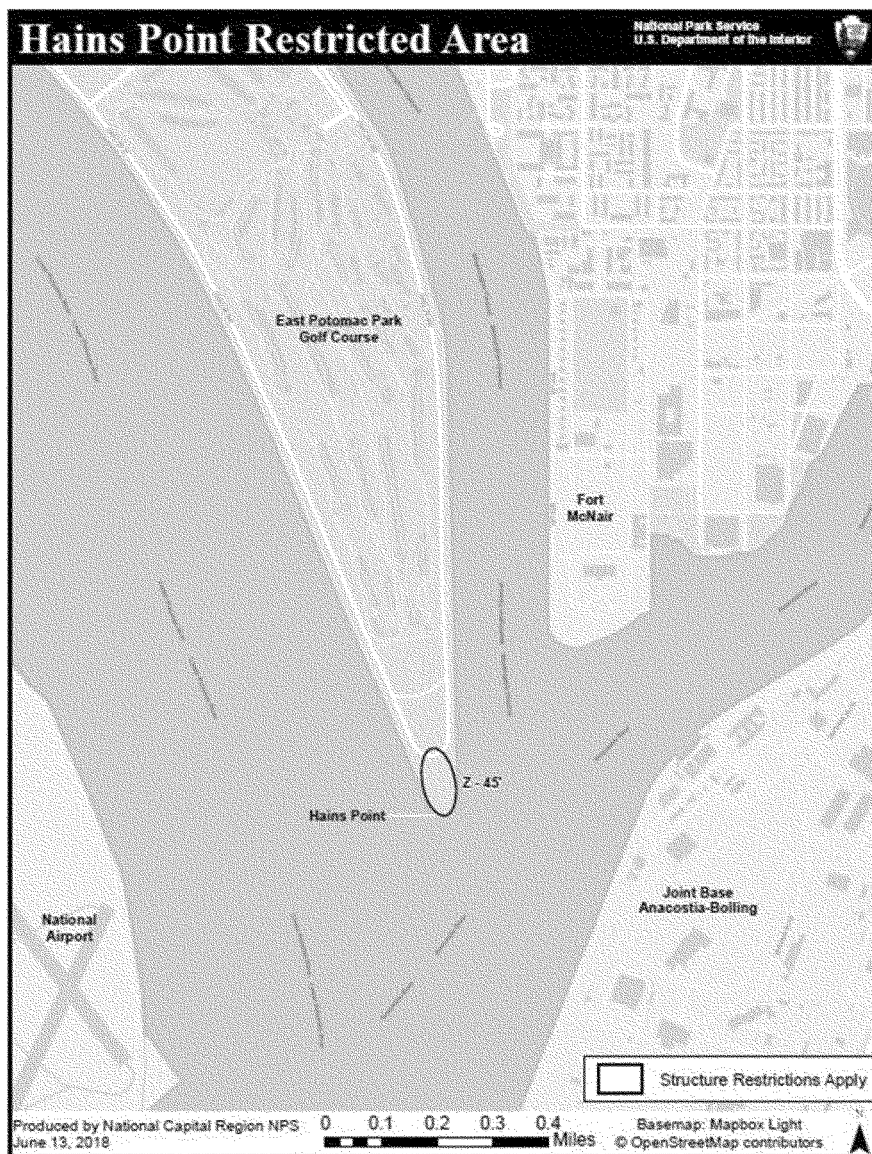 Hains Point Restricted Area
National Park Service
U.S. Department of the Interior
East Potomac Park
Golf Course
Fort
McNair
Z - 45'
Hains Point
Joint Base
Anacostia-Bolling
National
Airport
Structure Restrictions Apply
Produced by National Capital Region NPS
June 13, 2018
0 0.1 0.2 0.3 0.4
Miles
Basemap: Mapbox Light
© OpenStreetMap contributors
N